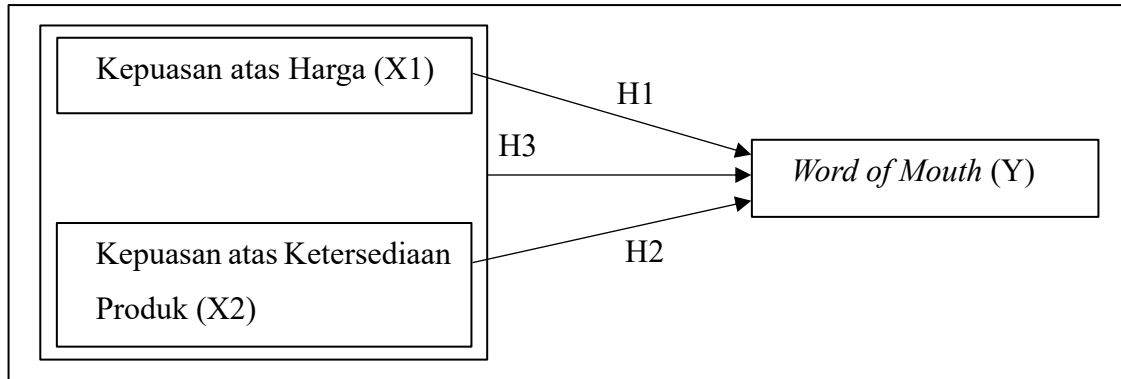 Kepuasan atas Harga (X1)
H1
H3
Word of Mouth (Y)
Kepuasan atas Ketersediaan
Produk (X2)
H2